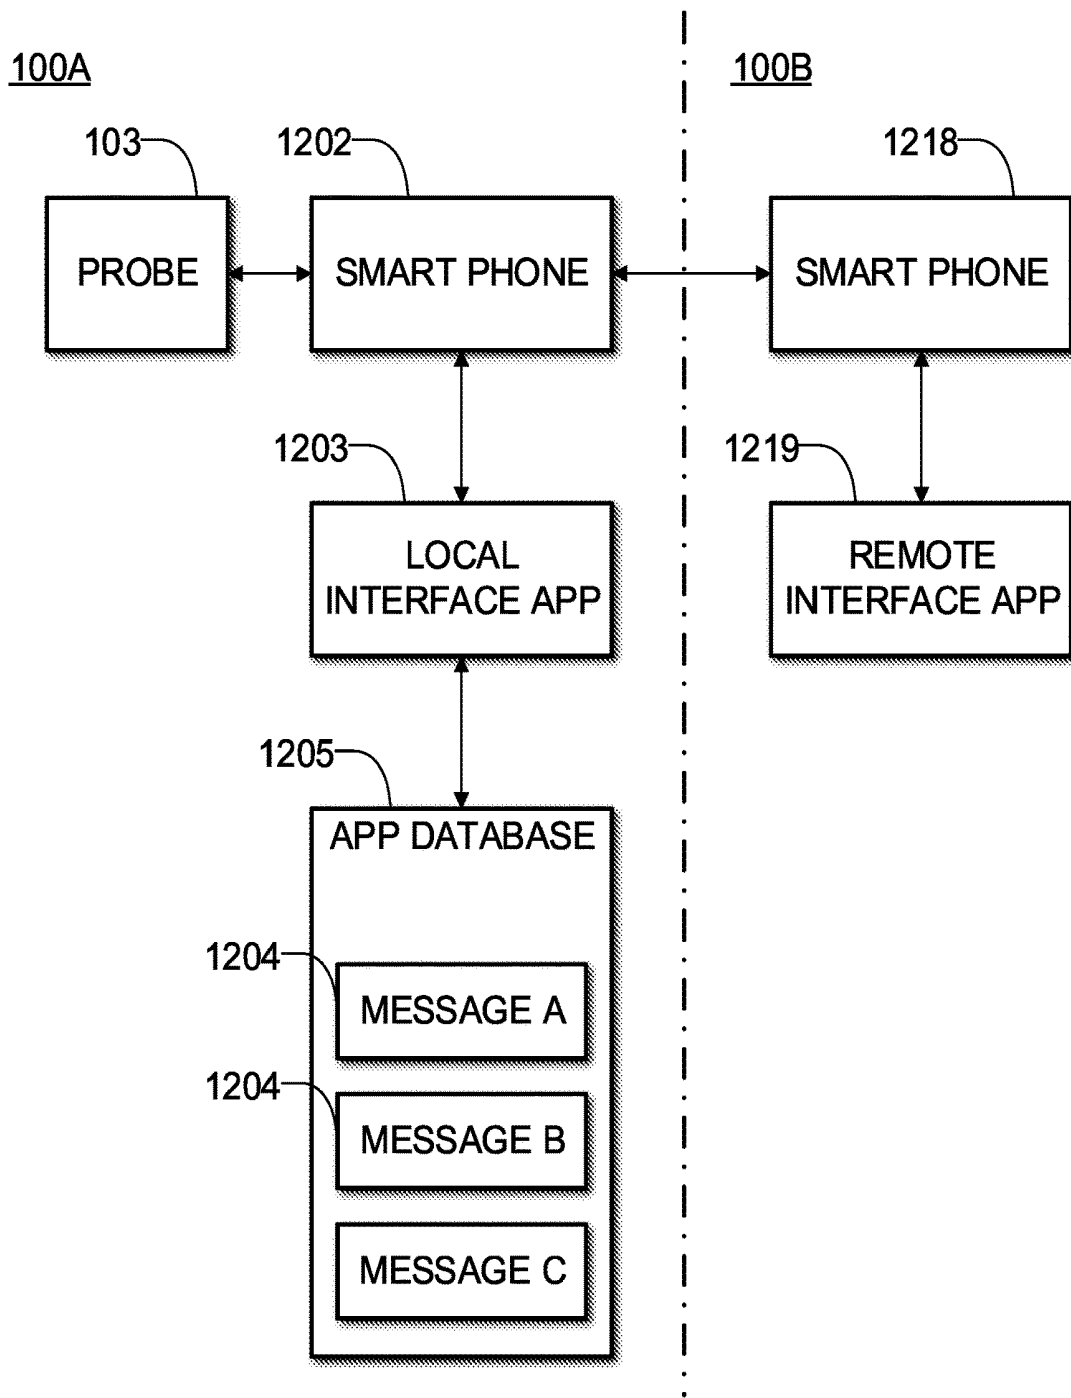 100A
100B
103
1202
1218
PROBE
SMART PHONE
SMART PHONE
1203
1219
LOCAL
INTERFACE APP
REMOTE
INTERFACE APP
1205
APP DATABASE
1204
MESSAGE A
1204
MESSAGE B
MESSAGE C